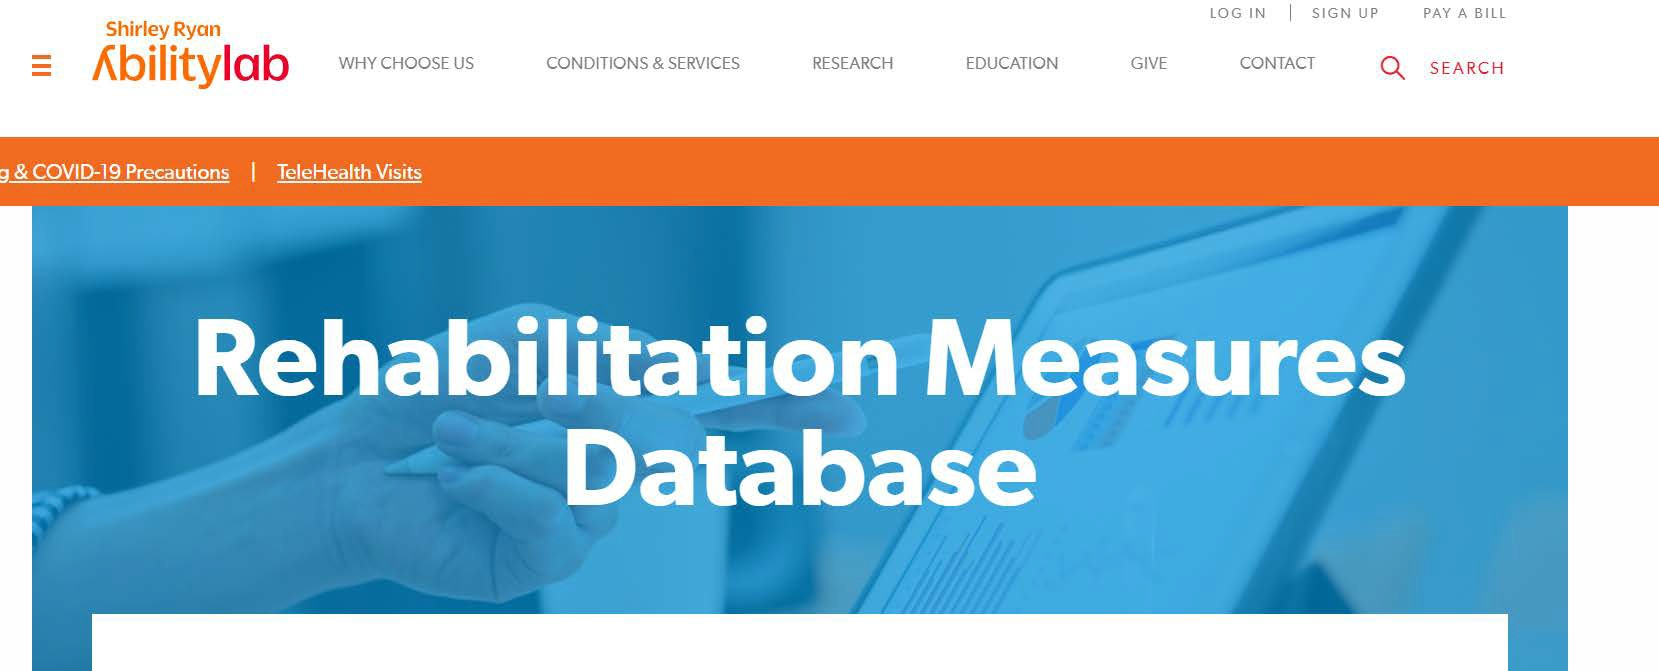 LOG IN | SIGN UP PAY A BILL
Shirley Ryan
Abilitylab
WHY CHOOSE US CONDITIONS & SERVICES RESEARCH EDUCATION GIVE CONTACT SEARCH
g & COVID-19 Precautions | TeleHealth Visits
Rehabilitation Measures
Database